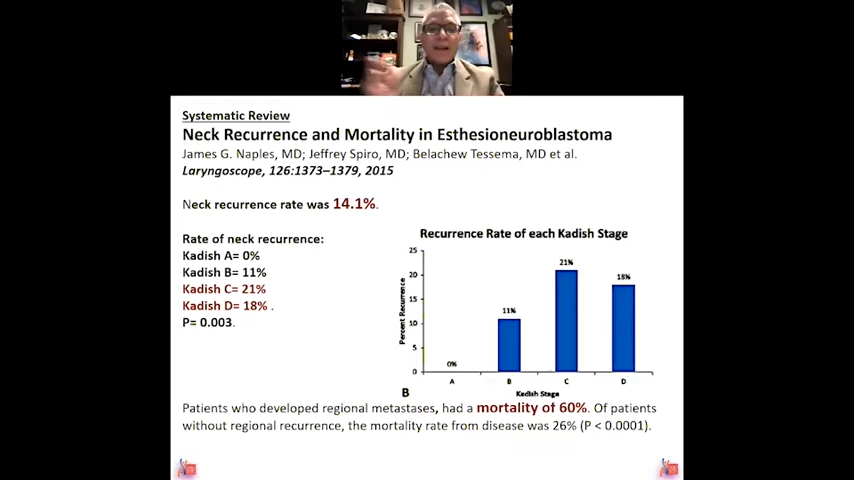 Systematic Review
Neck Recurrence and Mortality in Esthesioneuroblastoma
James G. Naples, MD; Jeffrey Spiro, MD; Belachew Tessema, MD et al.
Laryngoscope, 126:1373–1379, 2015
Neck recurrence rate was 14.1%.
Rate of neck recurrence:
Kadish A= 0%
Kadish B= 11%
Kadish C= 21%
Kadish D= 18% .
P= 0.003.
Recurrence Rate of each Kadish Stage
Percent Recurrence
25
20
15
10
5
0
0%
11%
21%
18%
A
B
C
D
Kadish Stage
B
Patients who developed regional metastases, had a mortality of 60%. Of patients
without regional recurrence, the mortality rate from disease was 26% (P < 0.0001).